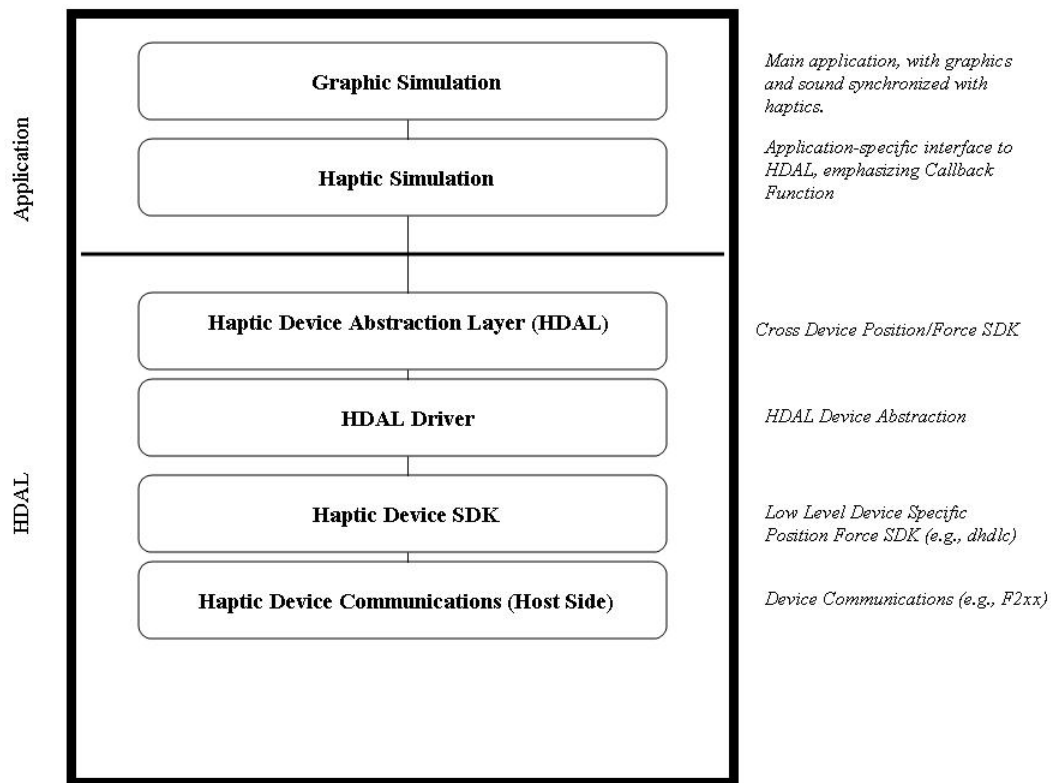 Application
Graphic Simulation
Main application, with graphics
and sound synchronized with
haptics.
Haptic Simulation
Application-specific interface to
HDAL, emphasizing Callback
Function
HDAL
Haptic Device Abstraction Layer (HDAL)
Cross Device Position/Force SDK
HDAL Driver
HDAL Device Abstraction
Haptic Device SDK
Low Level Device Specific
Position Force SDK (e.g., dhdlc)
Haptic Device Communications (Host Side)
Device Communications (e.g., F2xx)